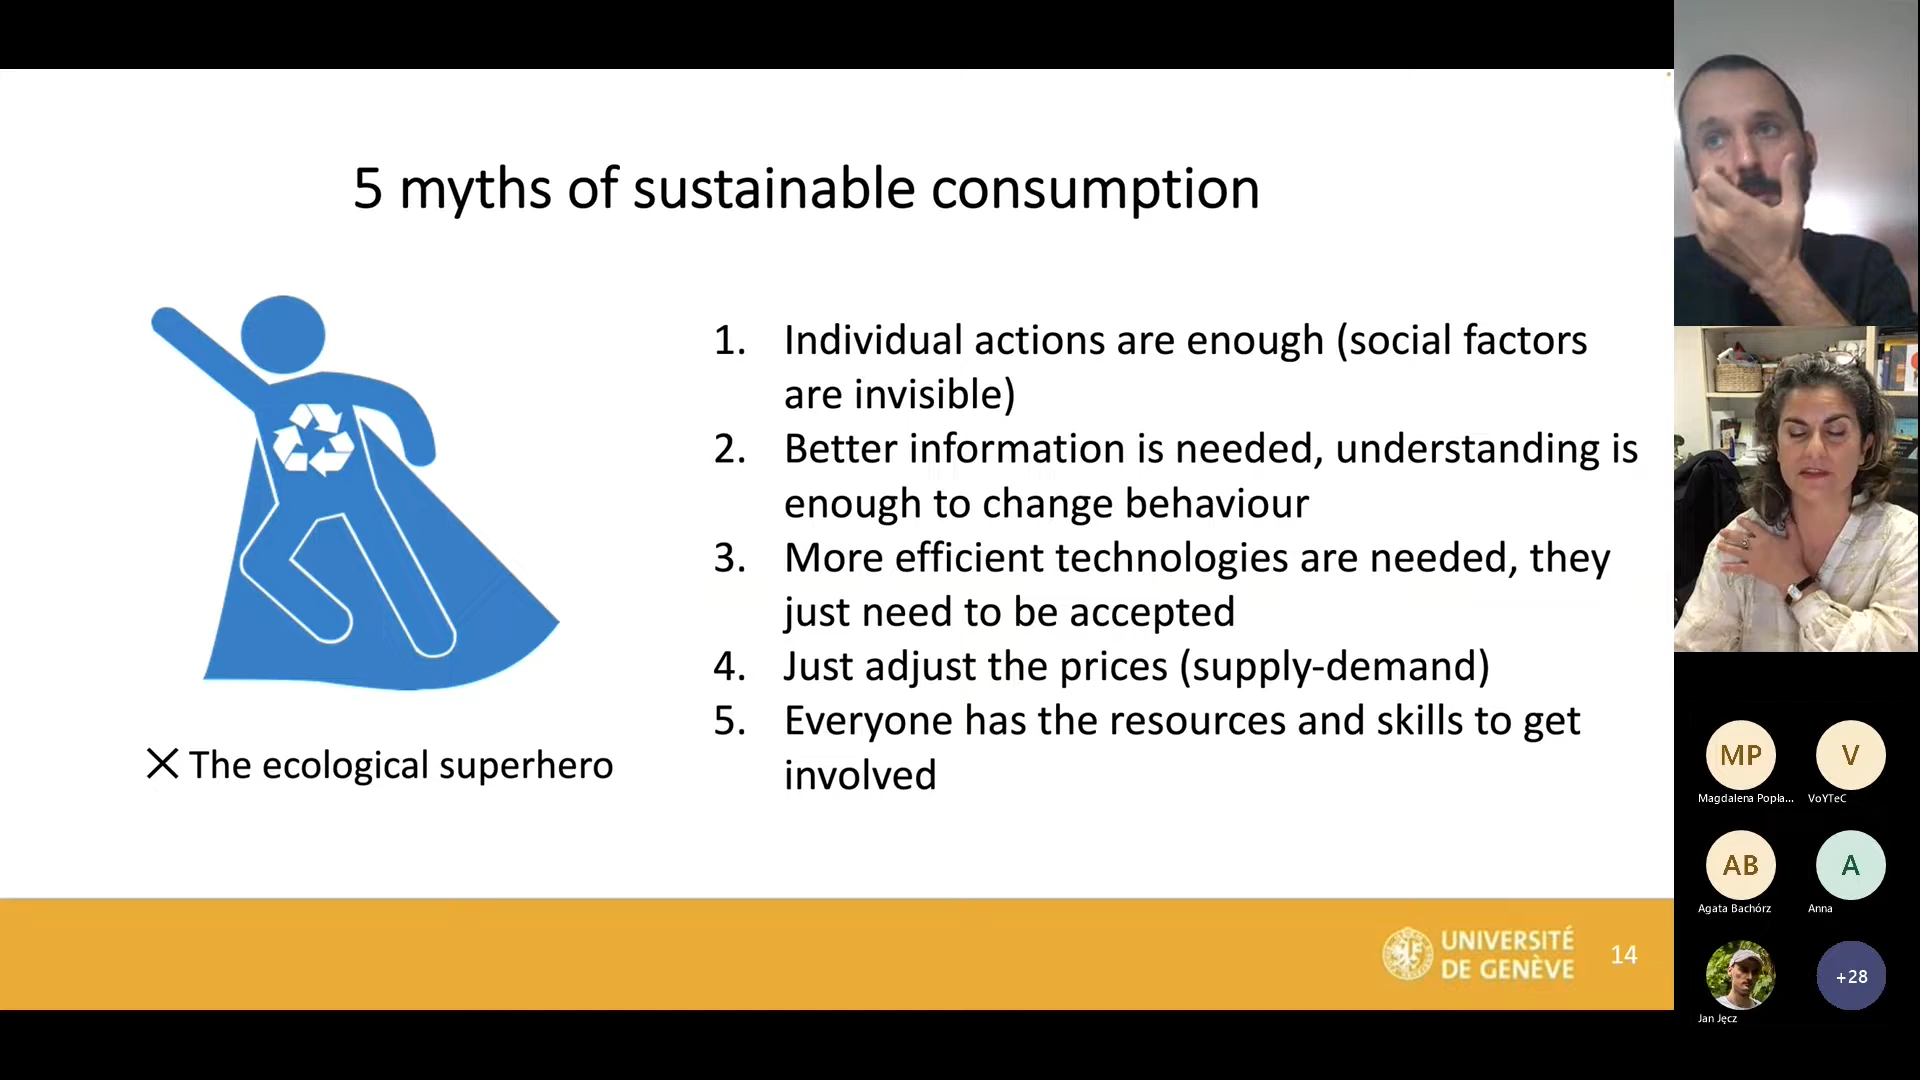 5 myths of sustainable consumption
1. Individual actions are enough (social factors
are invisible)
2. Better information is needed, understanding is
enough to change behaviour
3. More efficient technologies are needed, they
just need to be accepted
4. Just adjust the prices (supply-demand)
5. Everyone has the resources and skills to get
involved
The ecological superhero
UNIVERSITÉ
DE GENÈVE
14
MP
V
Magdalena Popła...
VoYTeC
AB
A
Agata Bachórz
Anna
+28
Jan Jęcz